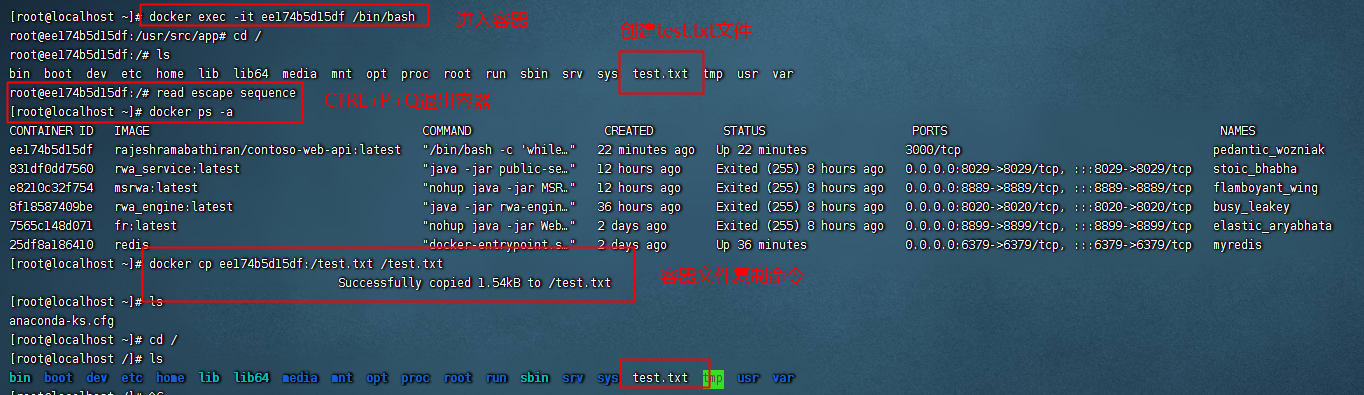 [root@localhost ~]# docker exec -it ee174b5d15df /bin/bash 进入容器
root@ee174b5d15df:/usr/src/app# cd / 创建test.txt文件
root@ee174b5d15df:/# ls
bin boot dev etc home lib lib64 media mnt opt proc root run sbin srv sys test.txt tmp usr var
root@ee174b5d15df:/# read escape sequence CTRL+P+Q退出容器
[root@localhost ~]# docker ps -a
CONTAINER ID IMAGE COMMAND CREATED STATUS PORTS NAMES
ee174b5d15df rajeshramabathiran/contoso-web-api:latest "/bin/bash -c 'while…" 22 minutes ago Up 22 minutes 3000/tcp pedantic_wozniak
831df0dd7560 rwa_service:latest "java -jar public-se…" 12 hours ago Exited (255) 8 hours ago 0.0.0.0:8029->8029/tcp, :::8029->8029/tcp stoic_bhabha
e8210c32f754 msrwa:latest "nohup java -jar MSR…" 12 hours ago Exited (255) 8 hours ago 0.0.0.0:8889->8889/tcp, :::8889->8889/tcp flamboyant_wing
8f18587409be rwa_engine:latest "java -jar rwa-engin…" 36 hours ago Exited (255) 8 hours ago 0.0.0.0:8020->8020/tcp, :::8020->8020/tcp busy_leakey
7565c148d071 fr:latest "nohup java -jar Web…" 2 days ago Exited (255) 8 hours ago 0.0.0.0:8899->8899/tcp, :::8899->8899/tcp elastic_aryabhata
25df8a186410 redis "docker-entrypoint.s…" 2 days ago Up 36 minutes 0.0.0.0:6379->6379/tcp, :::6379->6379/tcp myredis
[root@localhost ~]# docker cp ee174b5d15df:/test.txt /test.txt 容器文件复制命令
Successfully copied 1.54kB to /test.txt
[root@localhost ~]# ls
anaconda-ks.cfg
[root@localhost ~]# cd /
[root@localhost /]# ls
bin boot dev etc home lib lib64 media mnt opt proc root run sbin srv sys test.txt tmp usr var
[root@localhost /]# ^C